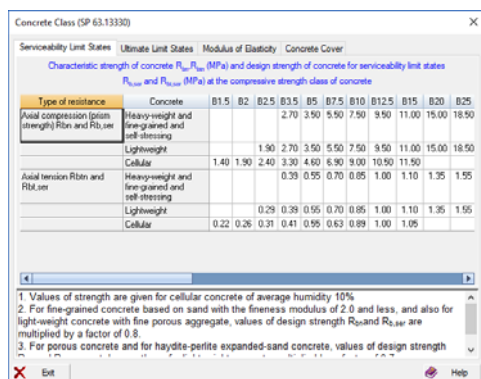 Concrete Class (SP 63.13330)
Serviceability Limit States Ultimate Limit States Modulus of Elasticity Concrete Cover
Characteristic strength of concrete Rbn,Rbtn (MPa) and design strength of concrete for serviceability limit states
Rb,ser and Rbt,ser (MPa) at the compressive strength class of concrete
Type of resistance Concrete B1.5 B2 B2.5 B3.5 B5 B7.5 B10 B12.5 B15 B20 B25
Axial compression (prism Heavy-weight and 2.70 3.50 5.50 7.50 9.50 11.00 15.00 18.50
strength) Rbn and Rb,ser fine-grained and
self-stressing
Lightweight 1.90 2.70 3.50 5.50 7.50 9.50 11.00 15.00 18.50
Cellular 1.40 1.90 2.40 3.30 4.60 6.90 9.00 10.50 11.50
Axial tension Rbtn and Heavy-weight and 0.39 0.55 0.70 0.85 1.00 1.10 1.35 1.55
Rbt,ser fine-grained and
self-stressing
Lightweight 0.29 0.39 0.55 0.70 0.85 1.00 1.10 1.35 1.55
Cellular 0.22 0.26 0.31 0.41 0.55 0.63 0.89 1.00 1.05
1. Values of strength are given for cellular concrete of average humidity 10%
2. For fine-grained concrete based on sand with the fineness modulus of 2.0 and less, and also for
light-weight concrete with fine porous aggregate, values of design strength Rbn and Rb,ser are
multiplied by a factor of 0.8.
3. For porous concrete and for haydite-perlite expanded-sand concrete, values of design strength
Exit Help